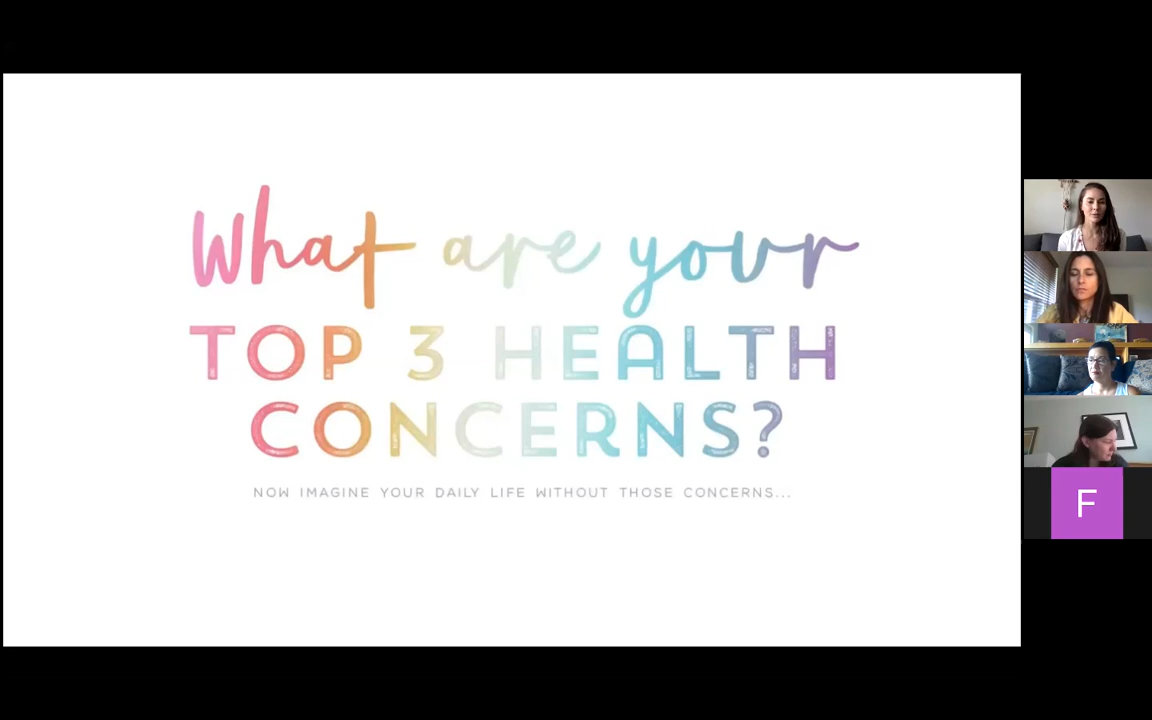 What are your
TOP 3 HEALTH
CONCERNS?
NOW IMAGINE YOUR DAILY LIFE WITHOUT THOSE CONCERNS...
F